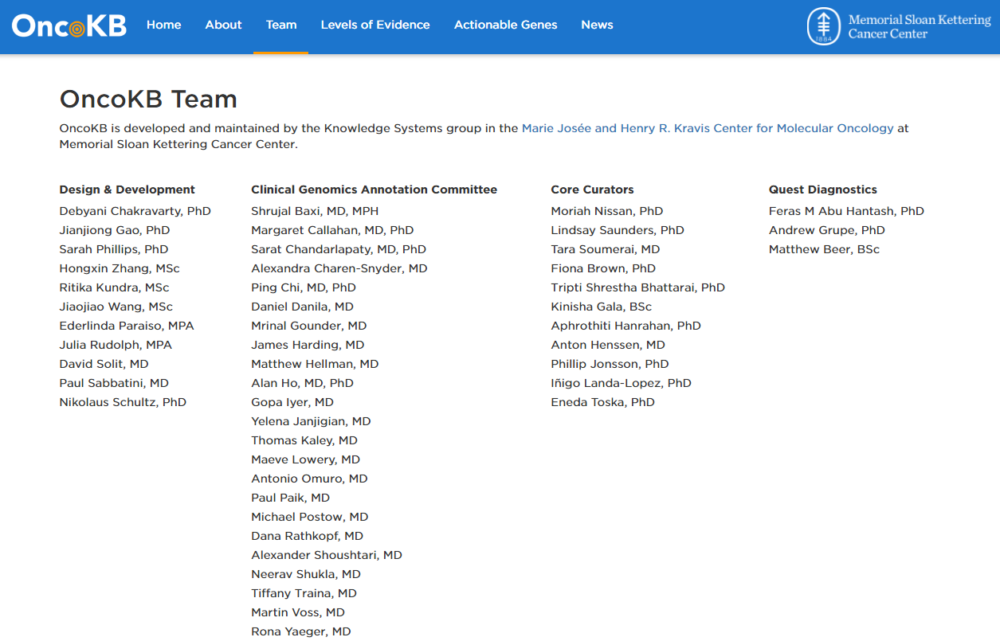 OncoKB
Home
About
Team
Levels of Evidence
Actionable Genes
News
1884
Memorial Sloan Kettering
Cancer Center
OncoKB Team
OncoKB is developed and maintained by the Knowledge Systems group in the Marie Josée and Henry R. Kravis Center for Molecular Oncology at
Memorial Sloan Kettering Cancer Center.
Design & Development
Debyani Chakravarty, PhD
Jianjiong Gao, PhD
Sarah Phillips, PhD
Hongxin Zhang, MSc
Ritika Kundra, MSc
Jiaojiao Wang, MSc
Ederlinda Paraiso, MPA
Julia Rudolph, MPA
David Solit, MD
Paul Sabbatini, MD
Nikolaus Schultz, PhD
Clinical Genomics Annotation Committee
Shrujal Baxi, MD, MPH
Margaret Callahan, MD, PhD
Sarat Chandarlapaty, MD, PhD
Alexandra Charen-Snyder, MD
Ping Chi, MD, PhD
Daniel Danila, MD
Mrinal Gounder, MD
James Harding, MD
Matthew Hellman, MD
Alan Ho, MD, PhD
Gopa Iyer, MD
Yelena Janjigian, MD
Thomas Kaley, MD
Maeve Lowery, MD
Antonio Omuro, MD
Paul Paik, MD
Michael Postow, MD
Dana Rathkopf, MD
Alexander Shoushtari, MD
Neerav Shukla, MD
Tiffany Traina, MD
Martin Voss, MD
Rona Yaeger, MD
Core Curators
Moriah Nissan, PhD
Lindsay Saunders, PhD
Tara Soumerai, MD
Fiona Brown, PhD
Tripti Shrestha Bhattarai, PhD
Kinisha Gala, BSc
Aphrothiti Hanrahan, PhD
Anton Henssen, MD
Phillip Jonsson, PhD
Iñigo Landa-Lopez, PhD
Eneda Toska, PhD
Quest Diagnostics
Feras M Abu Hantash, PhD
Andrew Grupe, PhD
Matthew Beer, BSc